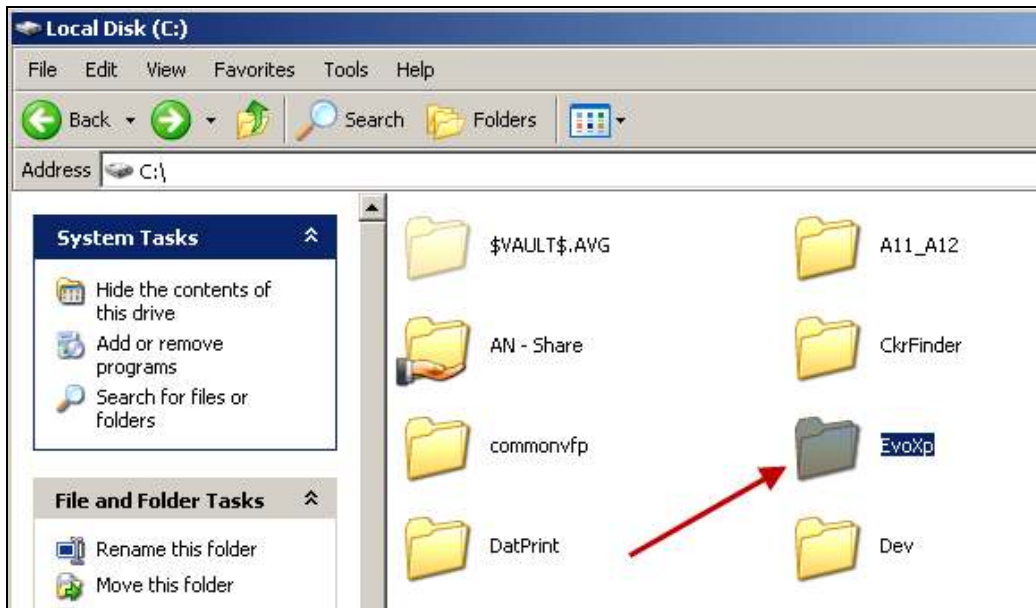 Local Disk (C:)
File Edit View Favorites Tools Help
Back Search Folders
Address C:\
System Tasks
Hide the contents of
this drive
Add or remove
programs
Search for files or
folders
File and Folder Tasks
Rename this folder
Move this folder
$VAULT$.AVG A11_A12
AN - Share CkrFinder
commonvfp EvoXp
DatPrint Dev